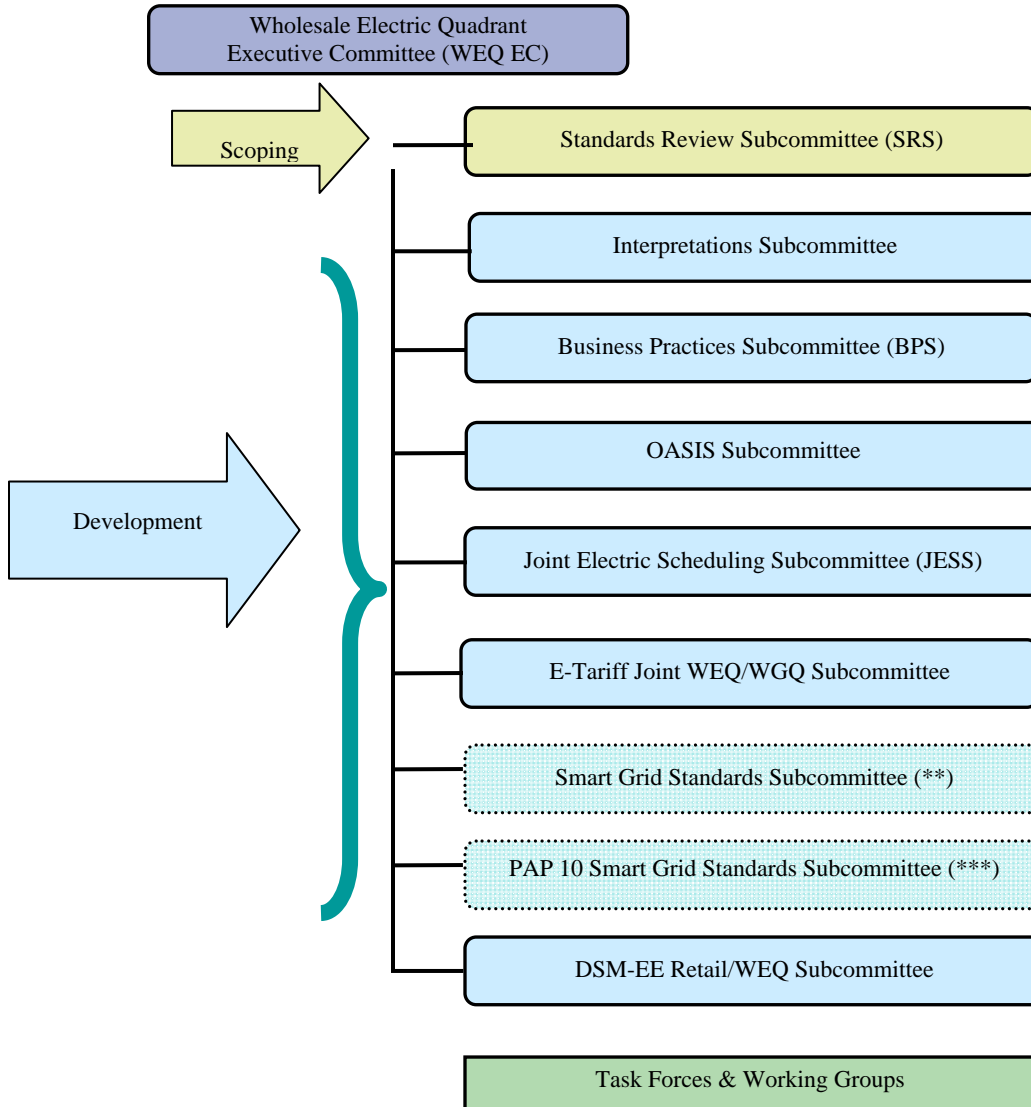 Wholesale Electric Quadrant
Executive Committee (WEQ EC)
Scoping
Standards Review Subcommittee (SRS)
Interpretations Subcommittee
Business Practices Subcommittee (BPS)
OASIS Subcommittee
Development
Joint Electric Scheduling Subcommittee (JESS)
E-Tariff Joint WEQ/WGQ Subcommittee
Smart Grid Standards Subcommittee (**)
PAP 10 Smart Grid Standards Subcommittee (***)
DSM-EE Retail/WEQ Subcommittee
Task Forces & Working Groups